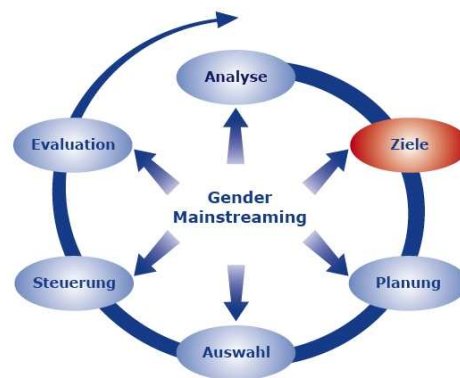 Analyse
Evaluation
Ziele
Gender
Mainstreaming
Steuerung
Planung
Auswahl